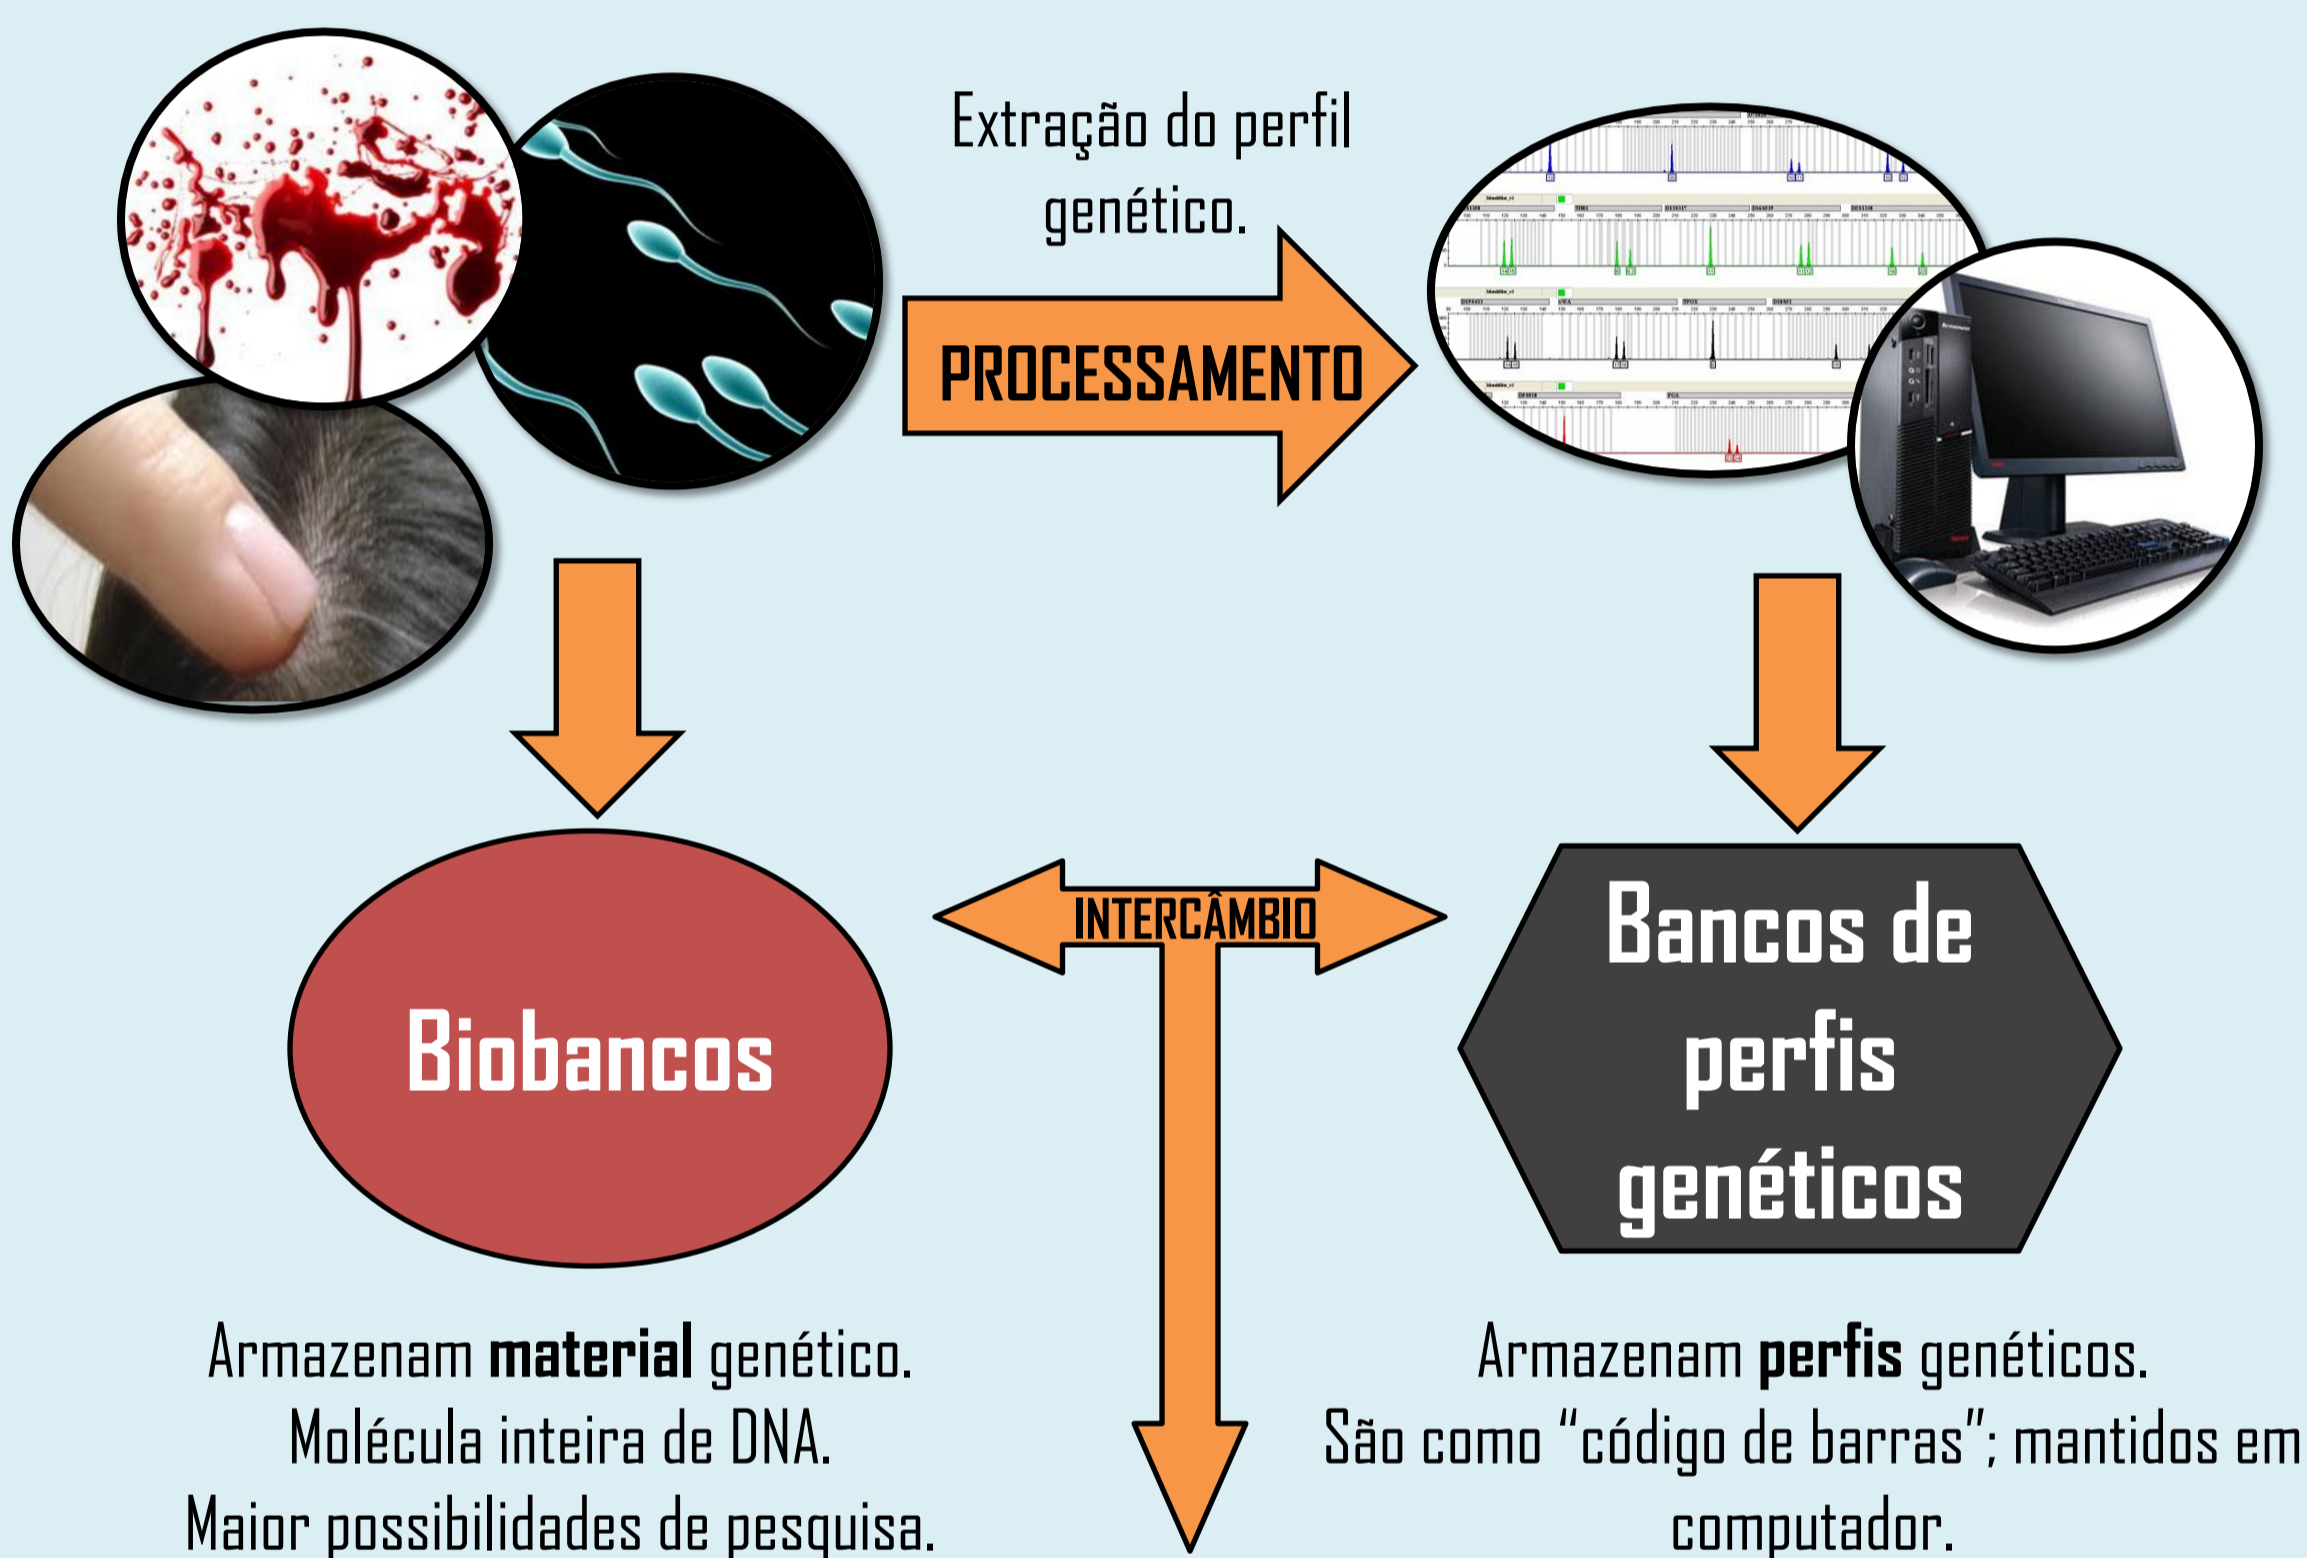 Extração do perfil
genético.
PROCESSAMENTO
INTERCÂMBIO
Biobancos
Bancos de
perfis
genéticos
Armazenam material genético.
Molécula inteira de DNA.
Maior possibilidades de pesquisa.
Armazenam perfis genéticos.
São como “código de barras”; mantidos em
computador.